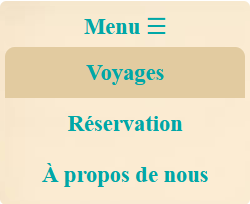 Menu ☰
Voyages
Réservation
À propos de nous